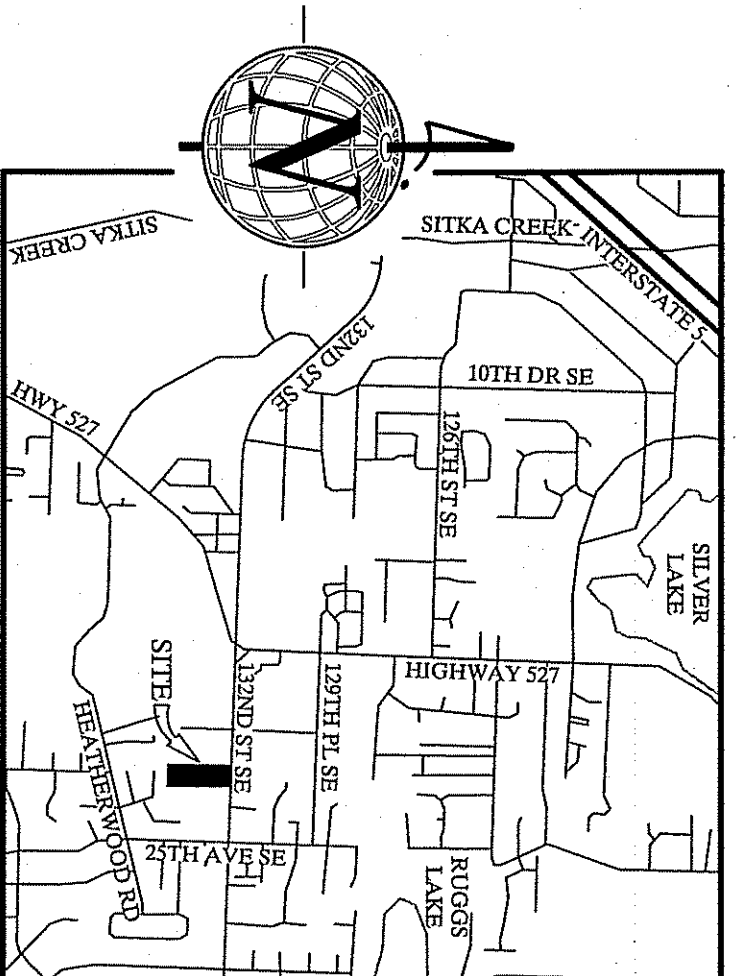 N
SITKA CREEK
SITKA CREEK
INTERSTATE 5
132ND ST SE
10TH DR SE
HWY 527
126TH ST SE
SILVER
LAKE
SITE
132ND ST SE
129TH PL SE
HIGHWAY 527
HEATHERWOOD RD
25TH AVE SE
RUGGS
LAKE